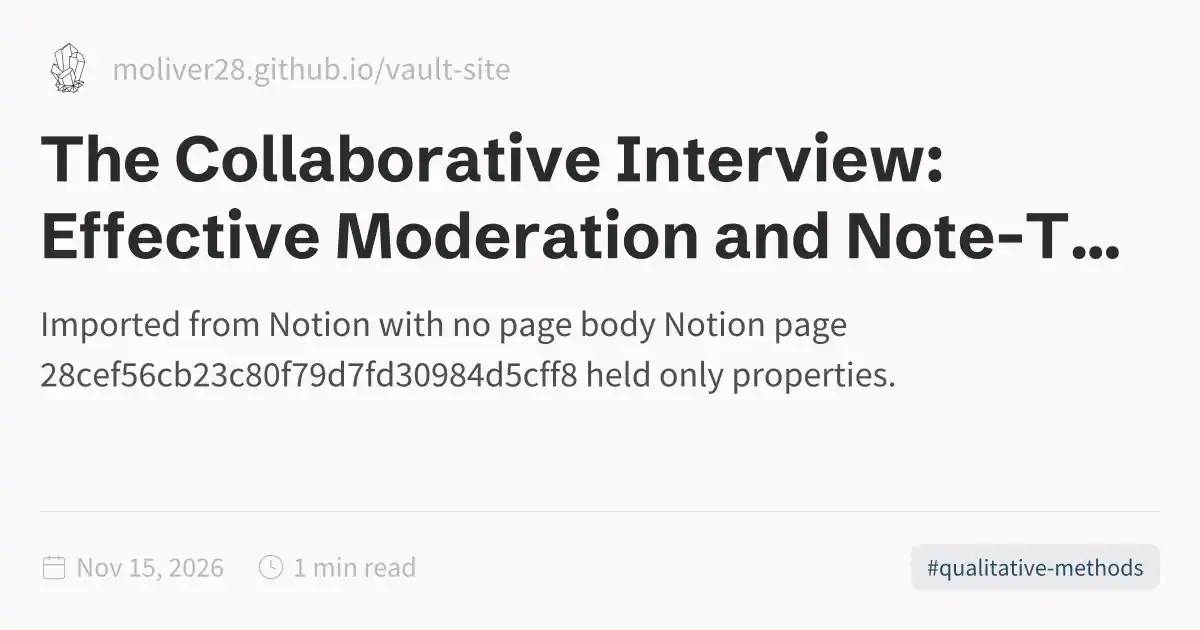 moliver28.github.io/vault-site
The Collaborative Interview:
Effective Moderation and Note-T...
Imported from Notion with no page body Notion page
28cef56cb23c80f79d7fd30984d5cff8 held only properties.
Nov 15, 2026
1 min read
#qualitative-methods